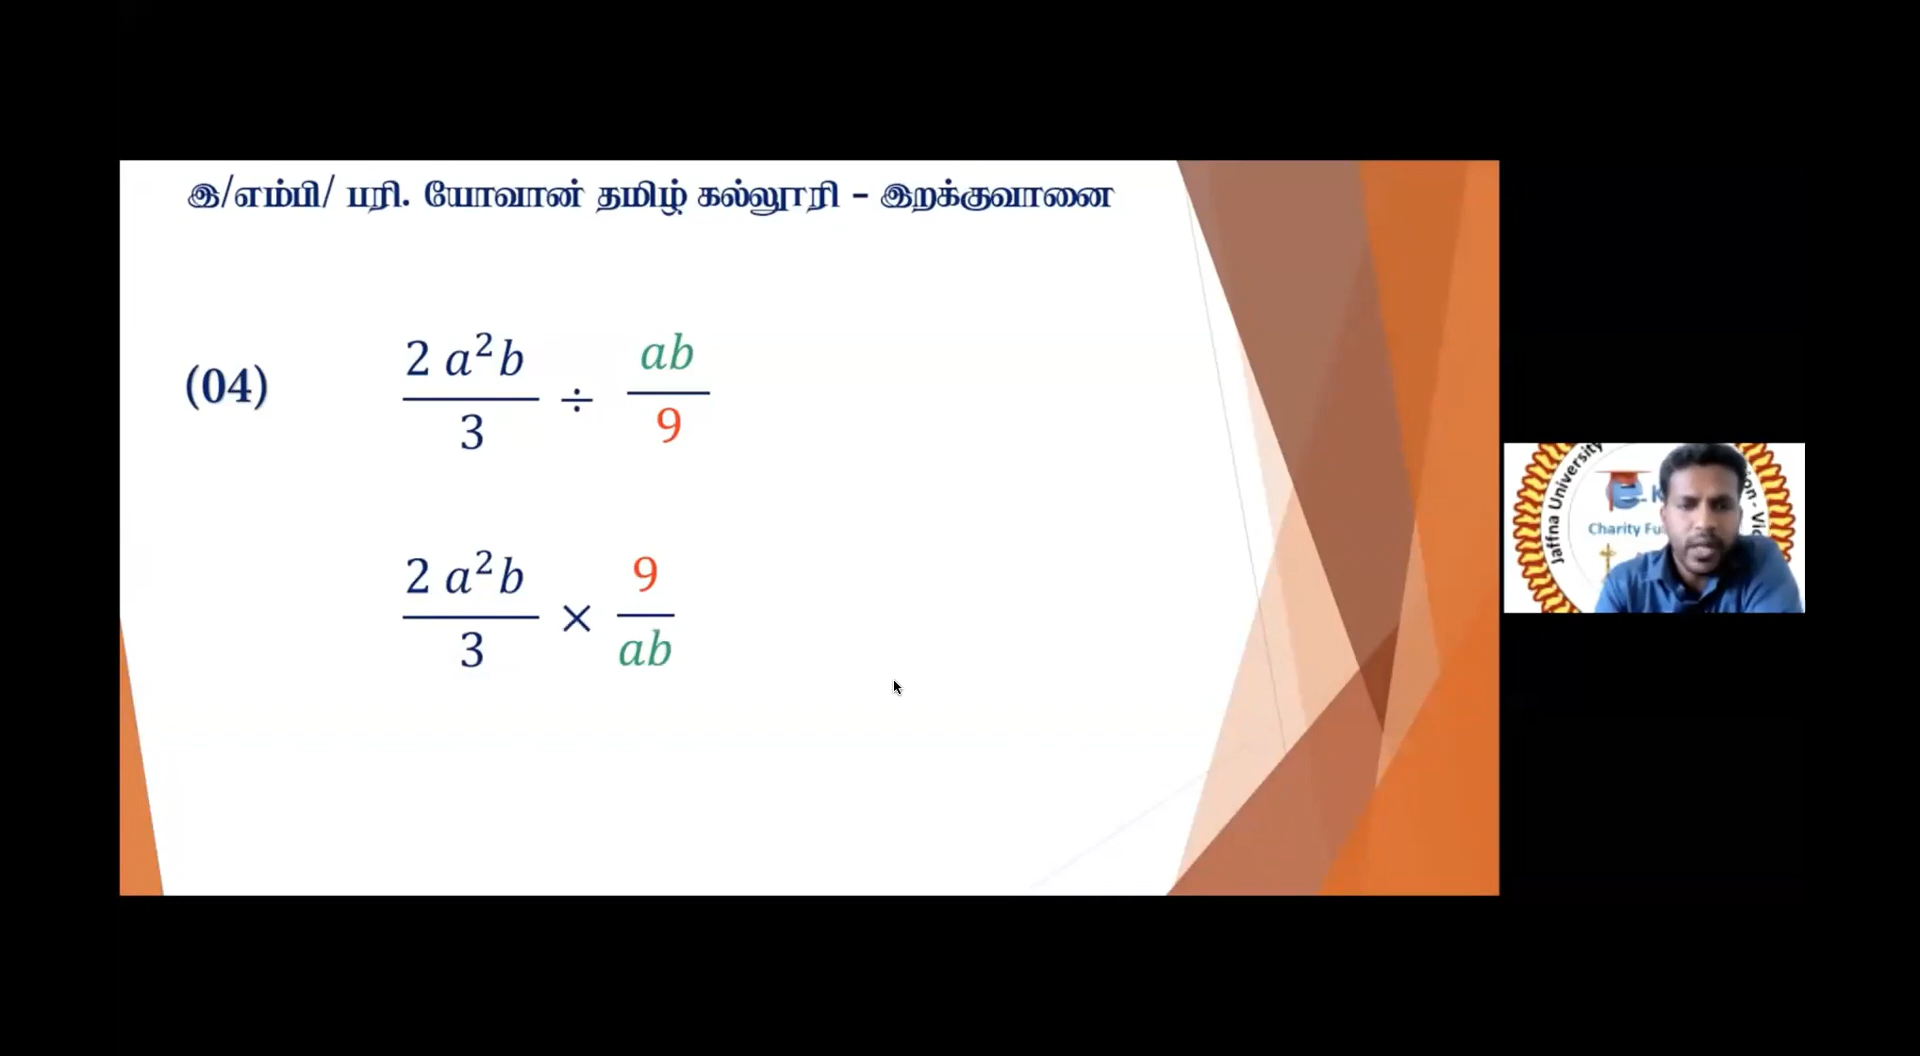 இ/எம்பி/ பரி. யோவான் தமிழ் கல்லூரி - இறக்குவானை
(04) 2 a²b / 3 ÷ ab / 9
2 a²b / 3 × 9 / ab
Jaffna University
Charity Fu